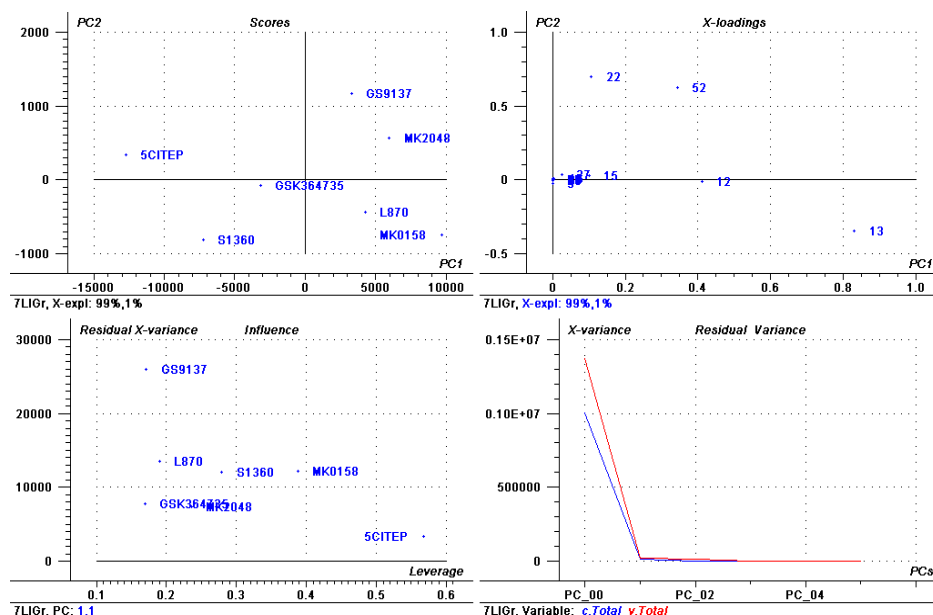 PC2 Scores
2000
1000
0
-1000
GS9137
MK2048
5CITEP
GSK364735
L870
MK0158
S1360
PC1
-15000 -10000 -5000 0 5000 10000
7LIGr, X-expl: 99%,1%
PC2 X-loadings
1.0
0.5
0
-0.5
22
52
27 15
12
13
PC1
0 0.2 0.4 0.6 0.8 1.0
7LIGr, X-expl: 99%,1%
Residual X-variance Influence
30000
20000
10000
0
GS9137
L870
S1360
MK0158
GSK364735
MK2048
5CITEP
Leverage
0.1 0.2 0.3 0.4 0.5 0.6
7LIGr, PC: 1,1
X-variance Residual Variance
0.15E+07
0.10E+07
500000
0
PCs
PC_00 PC_02 PC_04
7LIGr, Variable: c.Total v.Total